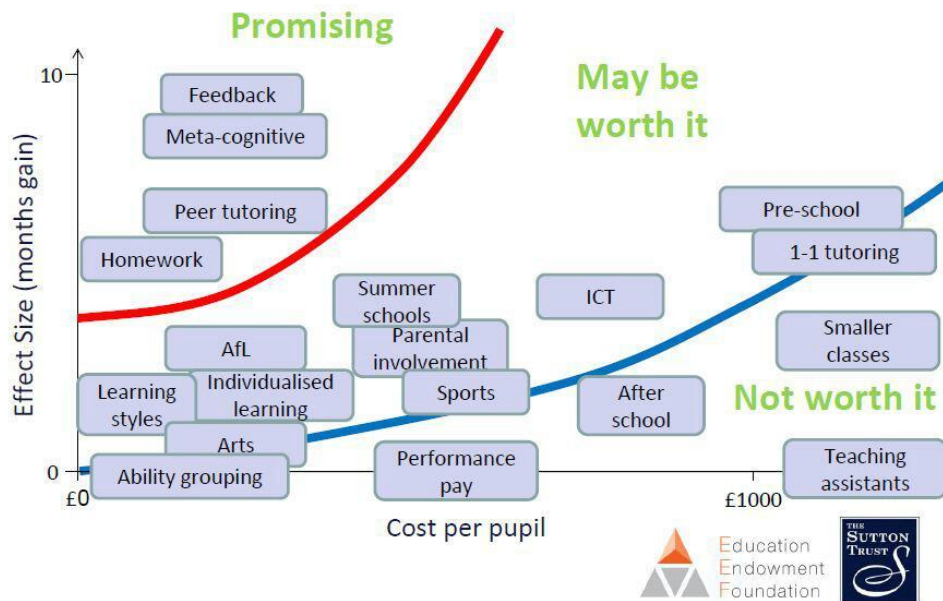 Promising
May be
worth it
Not worth it
Effect Size (months gain)
10
0
£0
£1000
Cost per pupil
Feedback
Meta-cognitive
Peer tutoring
Homework
Pre-school
1-1 tutoring
Summer
schools
ICT
AfL
Parental
involvement
Smaller
classes
Learning
styles
Individualised
learning
Sports
After
school
Arts
Ability grouping
Performance
pay
Teaching
assistants
Education
Endowment
Foundation
THE
SUTTON
TRUST